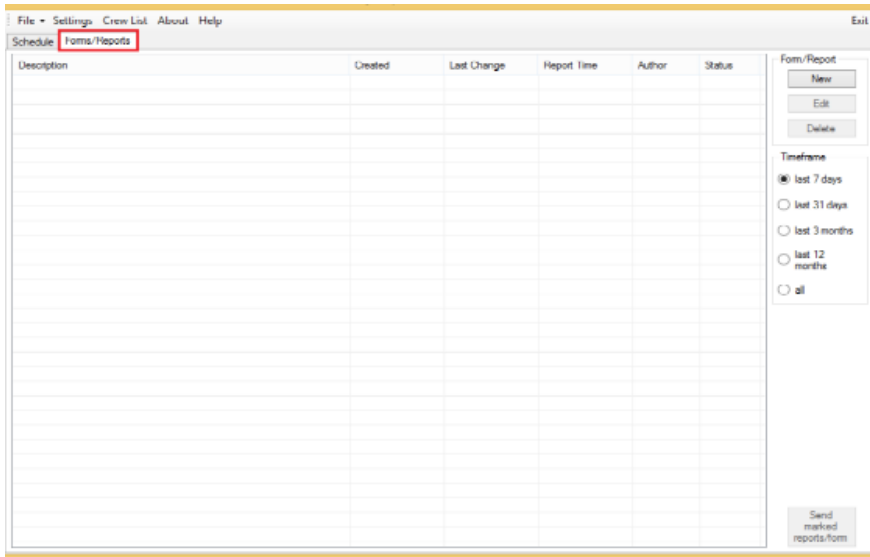 File Settings Crew List About Help Exit
Schedule Forms/Reports
Description Created Last Change Report Time Author Status
Form/Report
New
Edit
Delete
Timeframe
last 7 days
last 31 days
last 3 months
last 12
months
all
Send
marked
reports/form